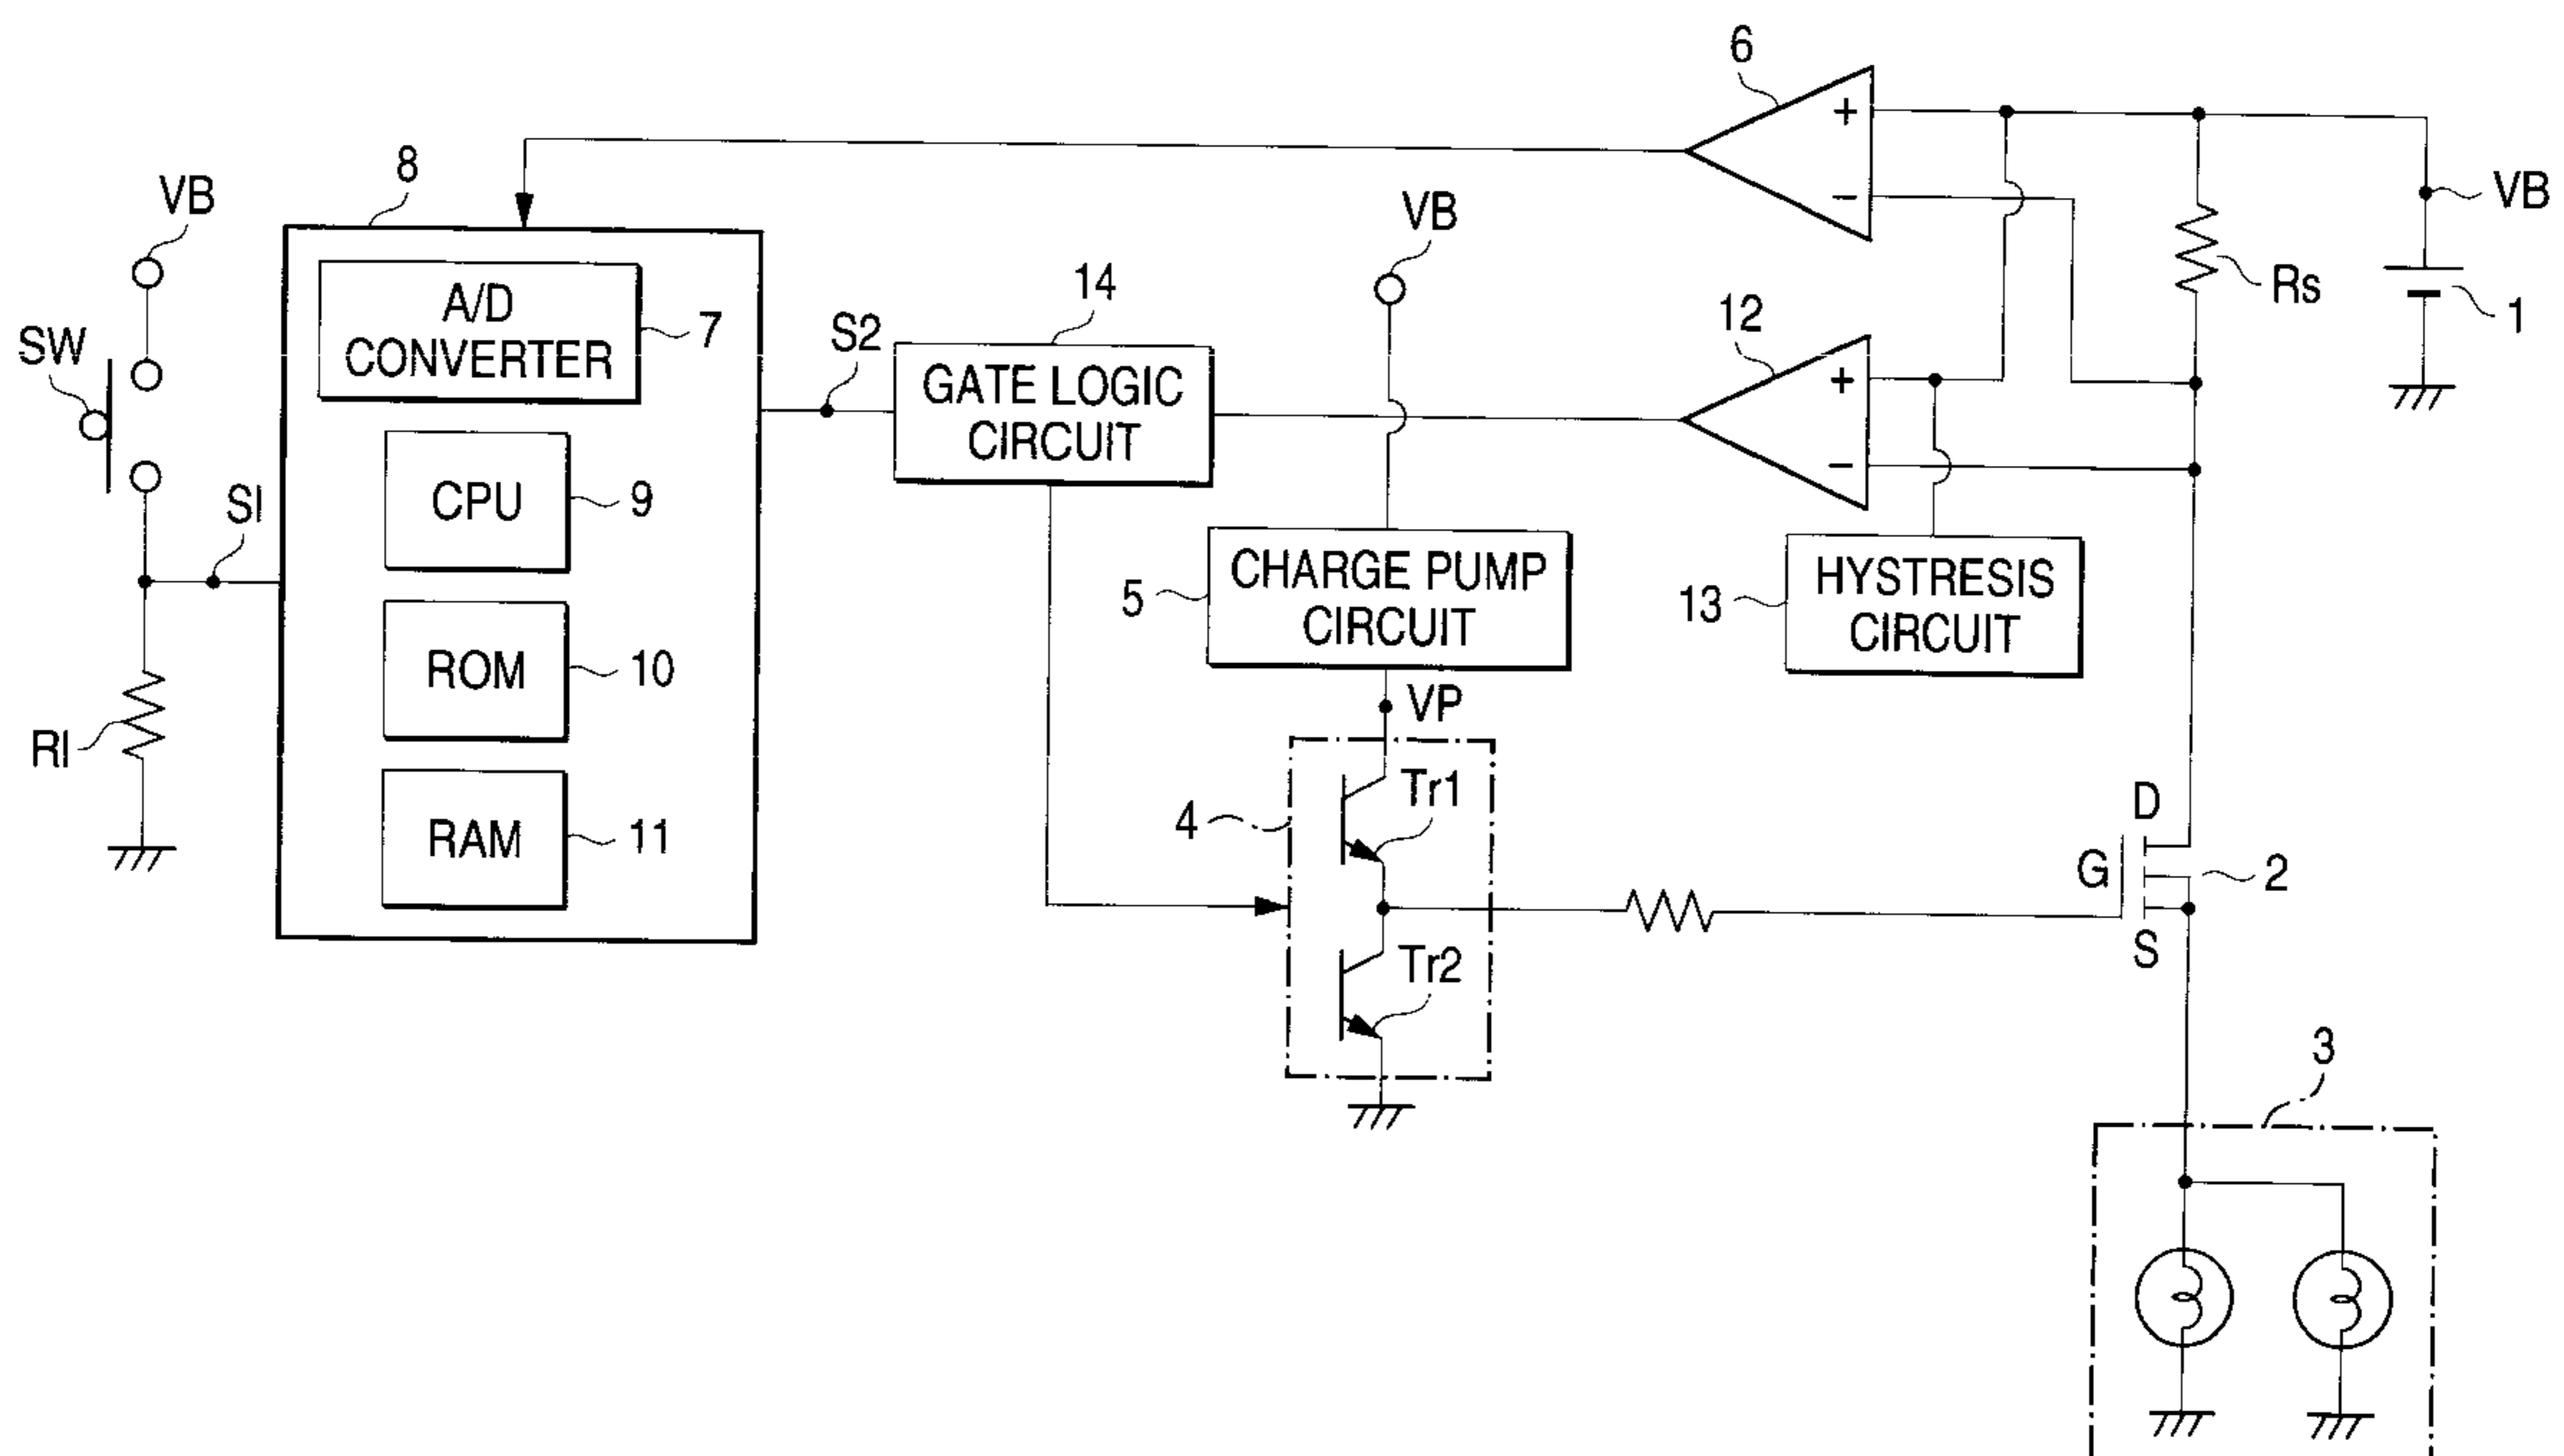 6
8
VB
+
VB
VB
−
Rs
1
A/D
CONVERTER
7
14
S2
12
SW
GATE LOGIC
CIRCUIT
+
−
CPU
9
SI
CHARGE PUMP
CIRCUIT
5
HYSTRESIS
CIRCUIT
13
ROM
10
VP
RI
RAM
11
Tr1
4
D
G
2
S
Tr2
3